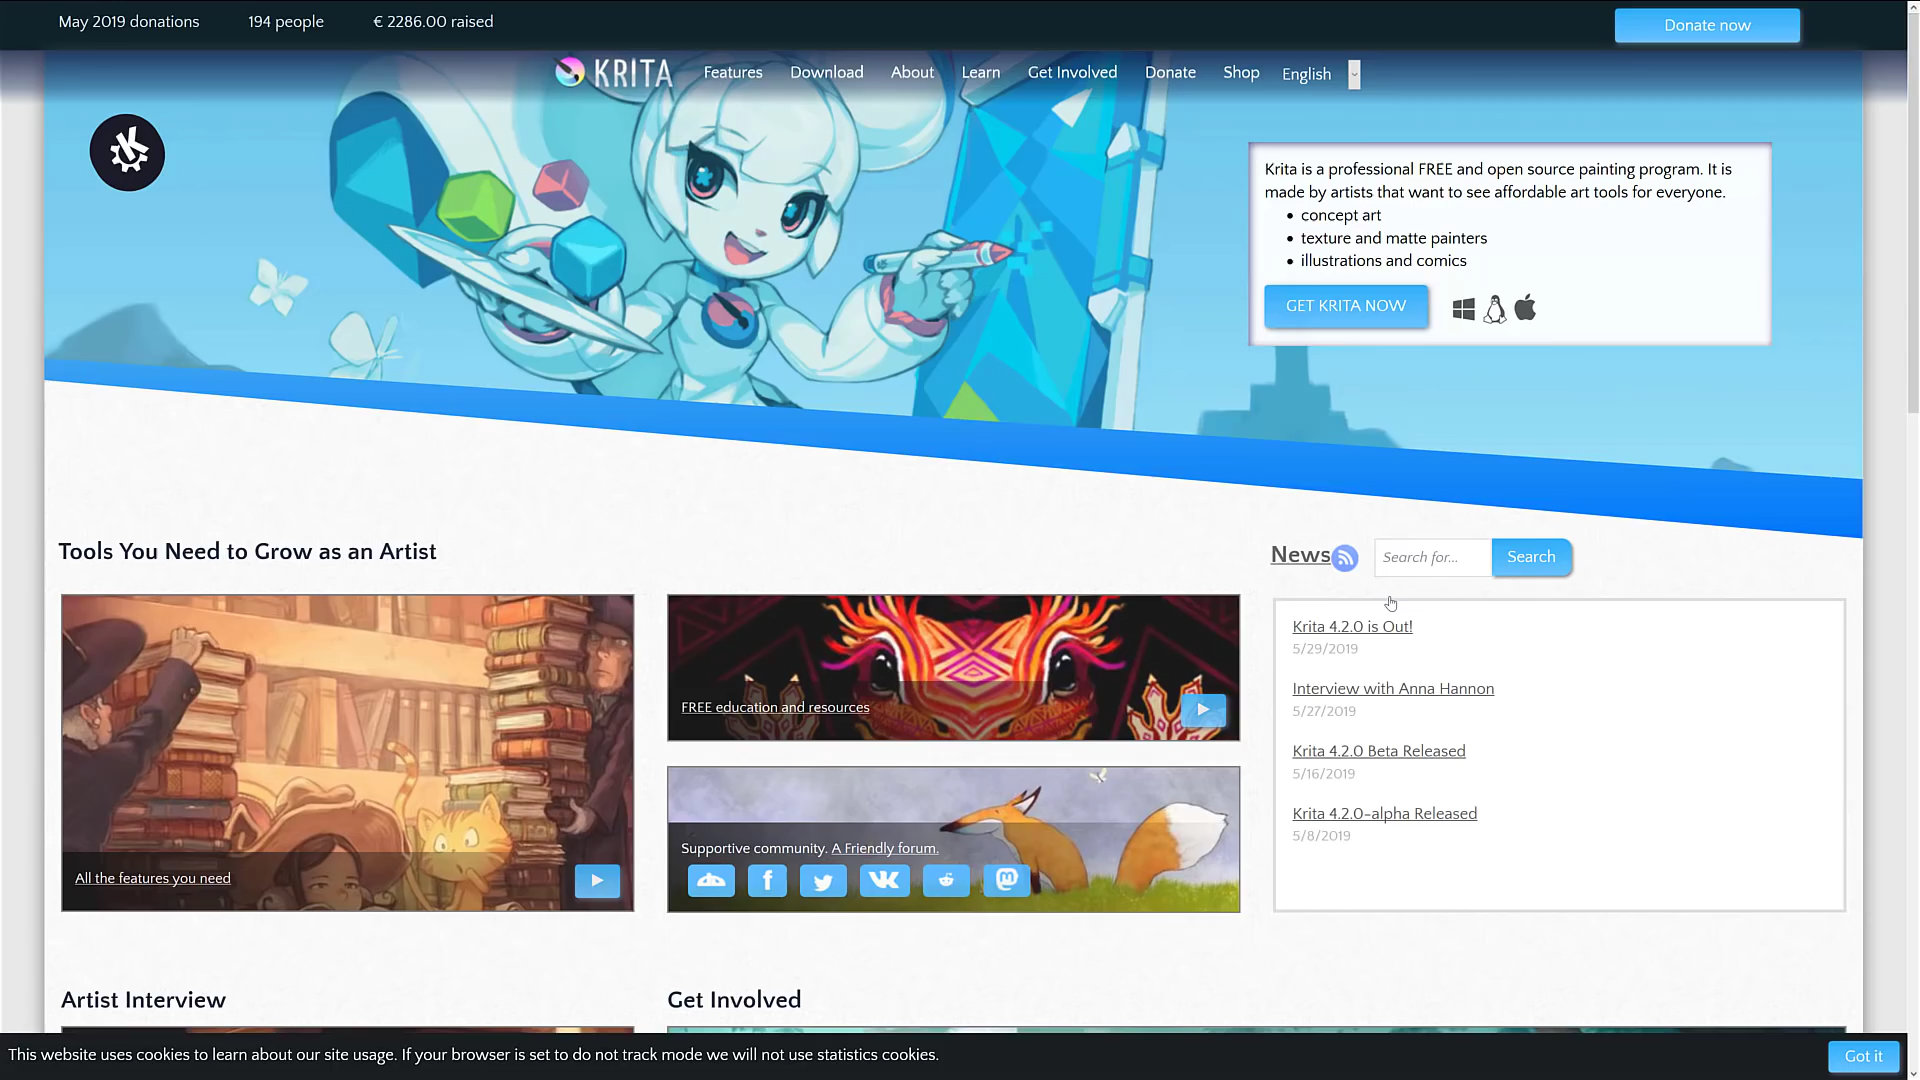 May 2019 donations 194 people € 2286.00 raised Donate now
KRITA Features Download About Learn Get Involved Donate Shop English
Krita is a professional FREE and open source painting program. It is
made by artists that want to see affordable art tools for everyone.
• concept art
• texture and matte painters
• illustrations and comics
GET KRITA NOW
Tools You Need to Grow as an Artist
All the features you need
FREE education and resources
Supportive community. A Friendly forum.
News Search for... Search
Krita 4.2.0 is Out!
5/29/2019
Interview with Anna Hannon
5/27/2019
Krita 4.2.0 Beta Released
5/16/2019
Krita 4.2.0-alpha Released
5/8/2019
Artist Interview
Get Involved
This website uses cookies to learn about our site usage. If your browser is set to do not track mode we will not use statistics cookies. Got it